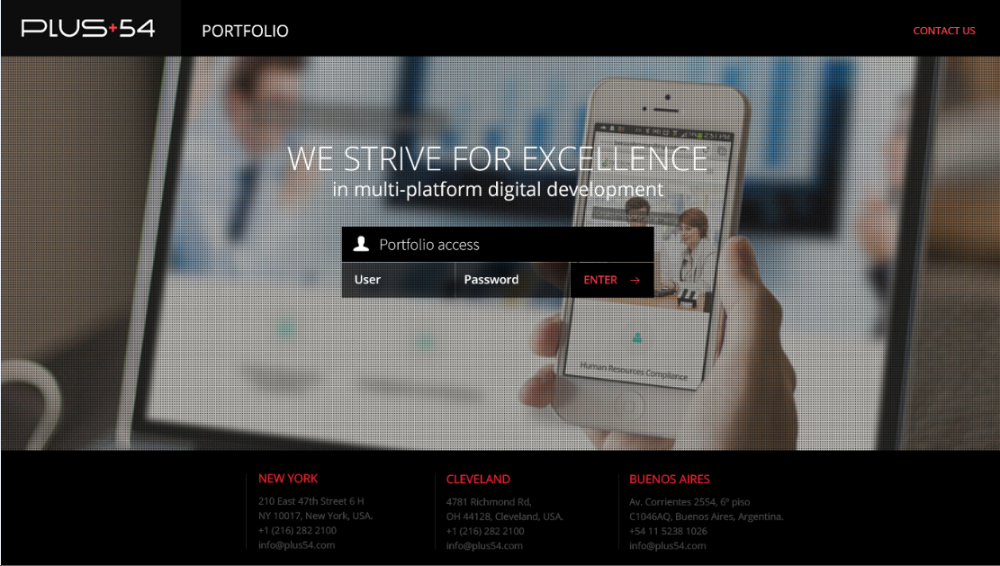 PLUS+54
PORTFOLIO
CONTACT US
2:51 PM
WE STRIVE FOR EXCELLENCE
in multi-platform digital development
Portfolio access
User
Password
ENTER →
Human Resources Compliance
NEW YORK
210 East 47th Street 6 H
NY 10017, New York, USA.
+1 (216) 282 2100
info@plus54.com
CLEVELAND
4781 Richmond Rd,
OH 44128, Cleveland, USA.
+1 (216) 282 2100
info@plus54.com
BUENOS AIRES
Av. Corrientes 2554, 6º piso
C1046AQ, Buenos Aires, Argentina.
+54 11 5238 1026
info@plus54.com